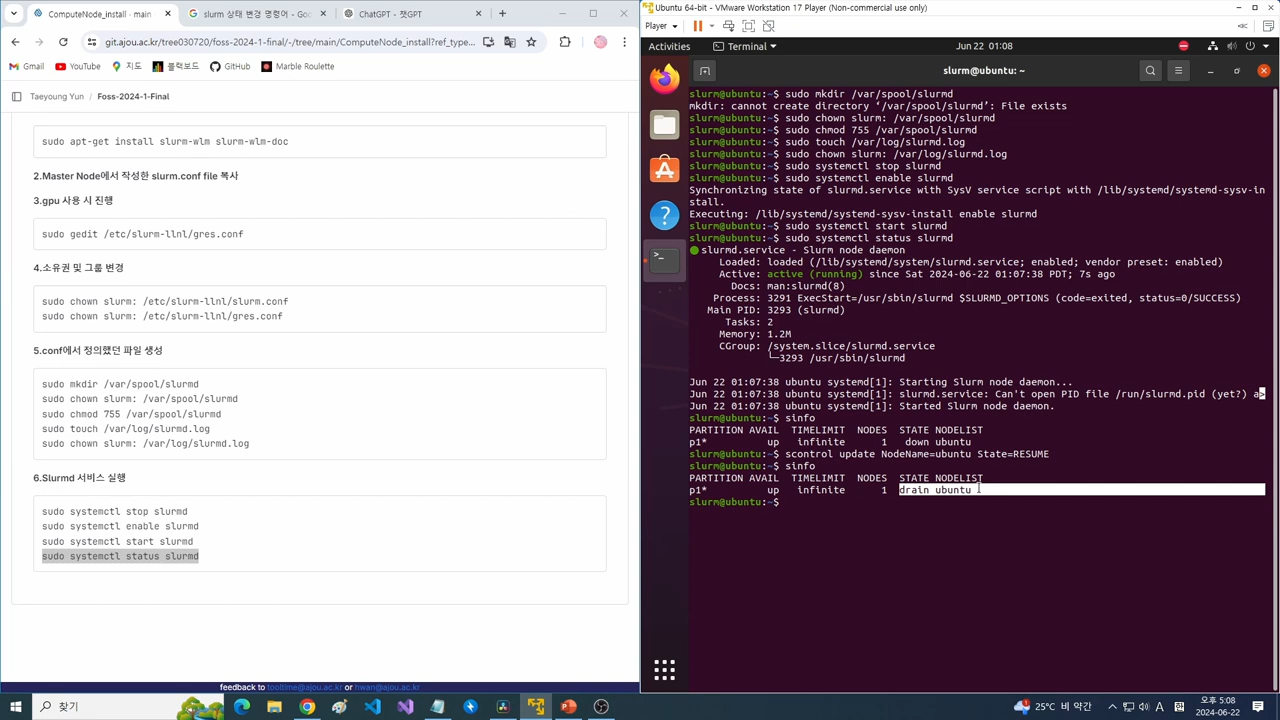 ComputeNode_install · main
slurm 상태 변경 명령어 - Goo
ChatGPT - 챗GPT
git.ajou.ac.kr/tree030720/foss-2024-1-final/-/tree/main/ComputeNode_install?ref_type...
Gmail
YouTube
지도
블랙보드
GitHub
Marble Roulette
Taeyoung Yun / Foss-2024-1-Final
sudo apt-get install slurm-wlm slurm-wlm-doc
2.Master Node에서 작성한 slurm.conf file 복사
3.gpu 사용 시 진행
sudo gedit /etc/slurm-llnl/gres.conf
4.소유권 및 그룹 변경
sudo chown slurm: /etc/slurm-llnl/slurm.conf
sudo chown slurm: /etc/slurm-llnl/gres.conf
5.conf에서 정의했던 파일 생성
sudo mkdir /var/spool/slurmd
sudo chown slurm: /var/spool/slurmd
sudo chmod 755 /var/spool/slurmd
sudo touch /var/log/slurmd.log
sudo chown slurm: /var/log/slurmd.log
6.Slurmd 서비스 실행
sudo systemctl stop slurmd
sudo systemctl enable slurmd
sudo systemctl start slurmd
sudo systemctl status slurmd
feedback to tooltime@ajou.ac.kr or hwan@ajou.ac.kr
Ubuntu 64-bit - VMware Workstation 17 Player (Non-commercial use only)
Player
Activities
Terminal
Jun 22 01:08
slurm@ubuntu: ~
slurm@ubuntu:~$ sudo mkdir /var/spool/slurmd
mkdir: cannot create directory ‘/var/spool/slurmd’: File exists
slurm@ubuntu:~$ sudo chown slurm: /var/spool/slurmd
slurm@ubuntu:~$ sudo chmod 755 /var/spool/slurmd
slurm@ubuntu:~$ sudo touch /var/log/slurmd.log
slurm@ubuntu:~$ sudo chown slurm: /var/log/slurmd.log
slurm@ubuntu:~$ sudo systemctl stop slurmd
slurm@ubuntu:~$ sudo systemctl enable slurmd
Synchronizing state of slurmd.service with SysV service script with /lib/systemd/systemd-sysv-in
stall.
Executing: /lib/systemd/systemd-sysv-install enable slurmd
slurm@ubuntu:~$ sudo systemctl start slurmd
slurm@ubuntu:~$ sudo systemctl status slurmd
● slurmd.service - Slurm node daemon
Loaded: loaded (/lib/systemd/system/slurmd.service; enabled; vendor preset: enabled)
Active: active (running) since Sat 2024-06-22 01:07:38 PDT; 7s ago
Docs: man:slurmd(8)
Process: 3291 ExecStart=/usr/sbin/slurmd $SLURMD_OPTIONS (code=exited, status=0/SUCCESS)
Main PID: 3293 (slurmd)
Tasks: 2
Memory: 1.2M
CGroup: /system.slice/slurmd.service
└─3293 /usr/sbin/slurmd
Jun 22 01:07:38 ubuntu systemd[1]: Starting Slurm node daemon...
Jun 22 01:07:38 ubuntu systemd[1]: slurmd.service: Can't open PID file /run/slurmd.pid (yet?) a>
Jun 22 01:07:38 ubuntu systemd[1]: Started Slurm node daemon.
slurm@ubuntu:~$ sinfo
PARTITION AVAIL TIMELIMIT NODES STATE NODELIST
p1* up infinite 1 down ubuntu
slurm@ubuntu:~$ scontrol update NodeName=ubuntu State=RESUME
slurm@ubuntu:~$ sinfo
PARTITION AVAIL TIMELIMIT NODES STATE NODELIST
p1* up infinite 1 drain ubuntu
slurm@ubuntu:~$
찾기
25°C 비 약간
A
오후 5:08
2024-06-22